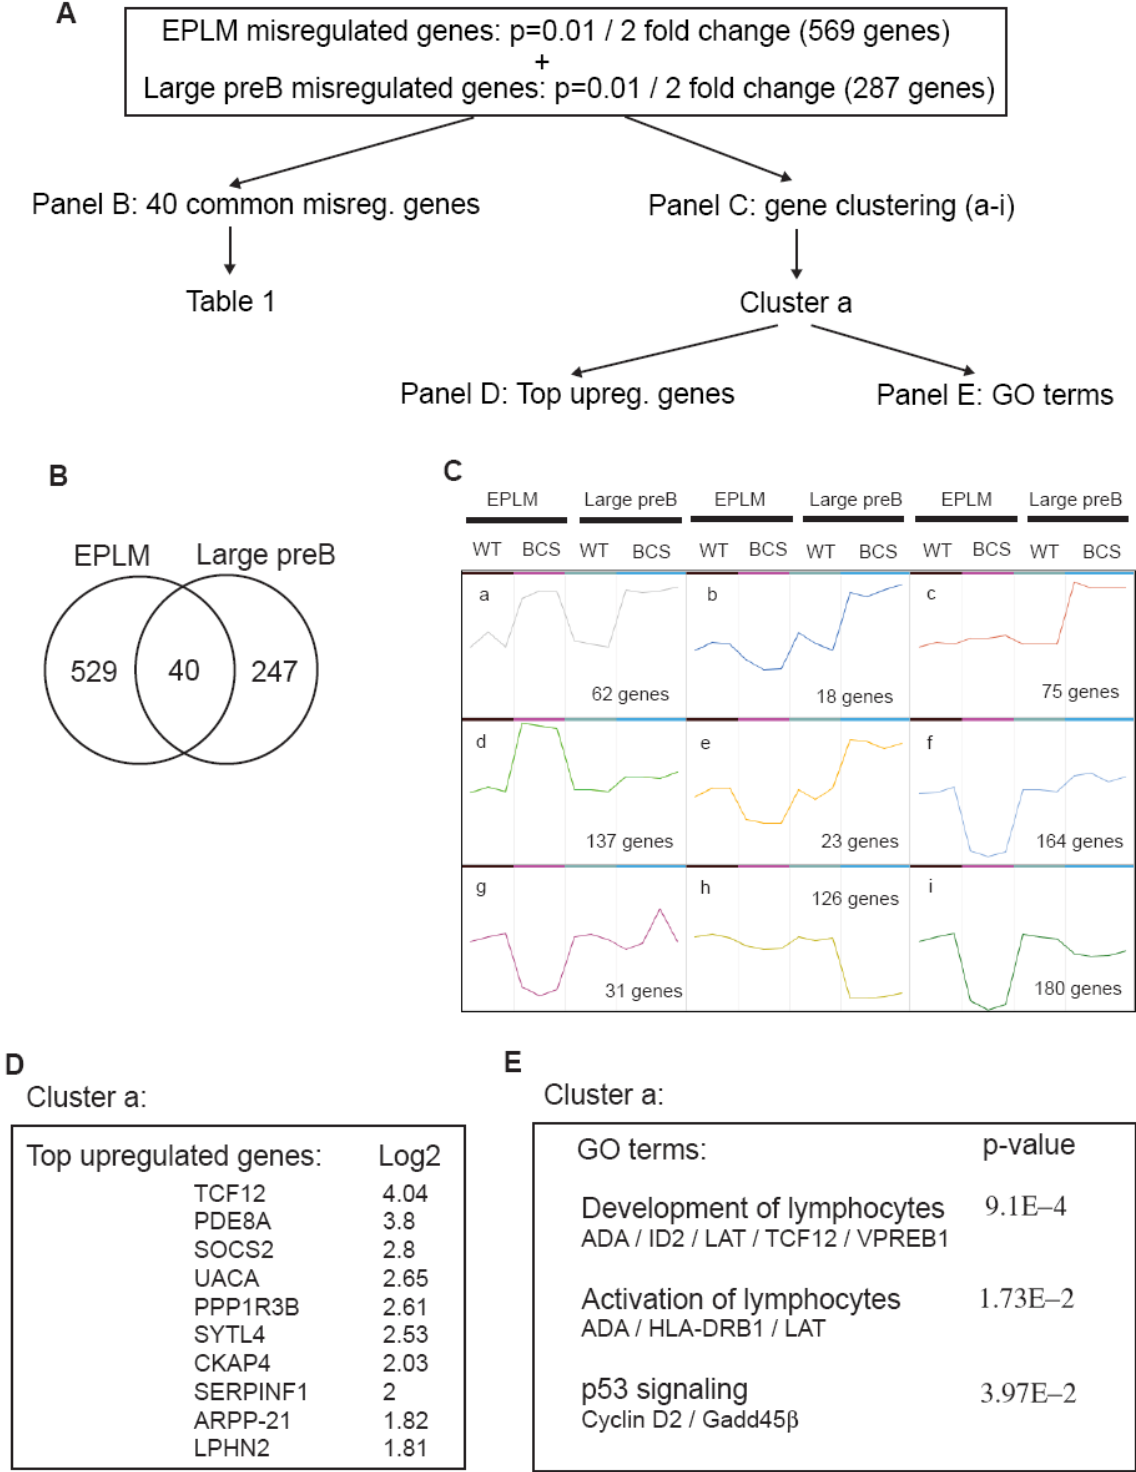 A
EPLM misregulated genes: p=0.01 / 2 fold change (569 genes)
+
Large preB misregulated genes: p=0.01 / 2 fold change (287 genes)
Panel B: 40 common misreg. genes
Panel C: gene clustering (a-i)
Table 1
Cluster a
Panel D: Top upreg. genes
Panel E: GO terms
B
EPLM Large preB
529 40 247
C
EPLM Large preB EPLM Large preB EPLM Large preB
WT BCS WT BCS WT BCS WT BCS WT BCS WT BCS
a b c
62 genes 18 genes 75 genes
d e f
137 genes 23 genes 164 genes
g h 126 genes i
31 genes 180 genes
D
Cluster a:
Top upregulated genes: Log2
TCF12 4.04
PDE8A 3.8
SOCS2 2.8
UACA 2.65
PPP1R3B 2.61
SYTL4 2.53
CKAP4 2.03
SERPINF1 2
ARPP-21 1.82
LPHN2 1.81
E
Cluster a:
GO terms: p-value
Development of lymphocytes 9.1E–4
ADA / ID2 / LAT / TCF12 / VPREB1
Activation of lymphocytes 1.73E–2
ADA / HLA-DRB1 / LAT
p53 signaling 3.97E–2
Cyclin D2 / Gadd45β